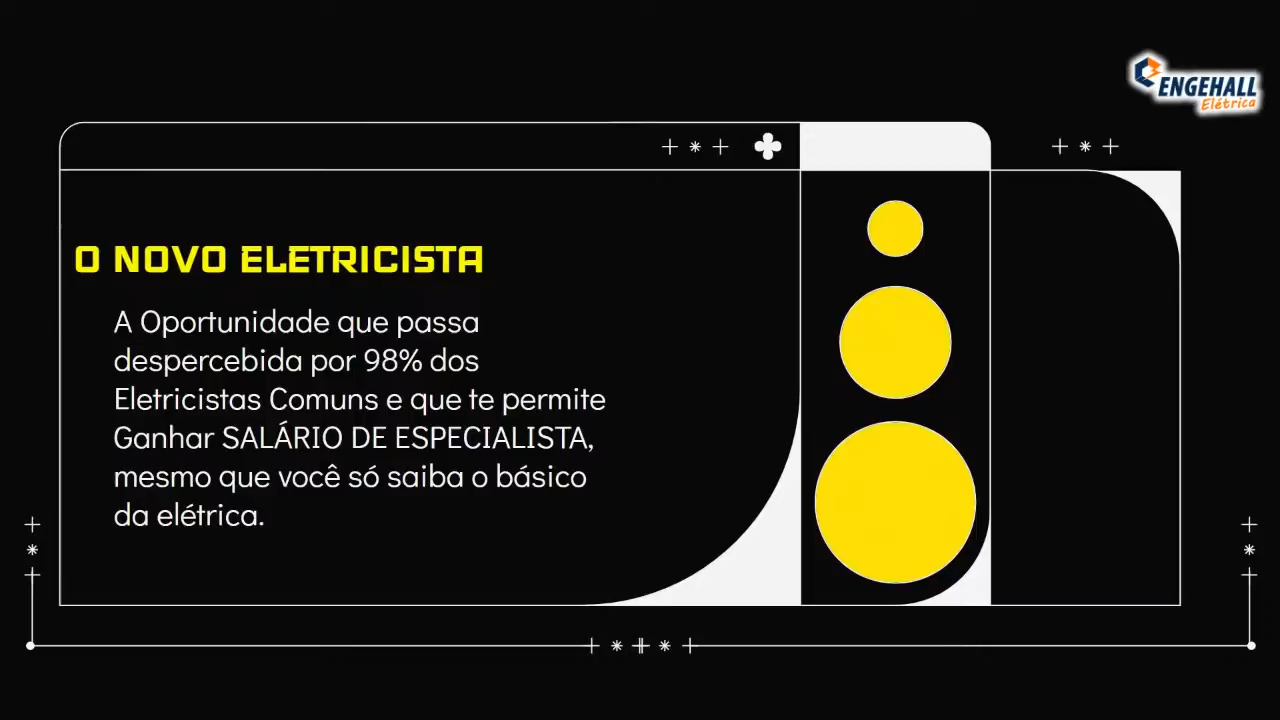 ENGEHALL
Elétrica
O NOVO ELETRICISTA
A Oportunidade que passa
despercebida por 98% dos
Eletricistas Comuns e que te permite
Ganhar SALÁRIO DE ESPECIALISTA,
mesmo que você só saiba o básico
da elétrica.